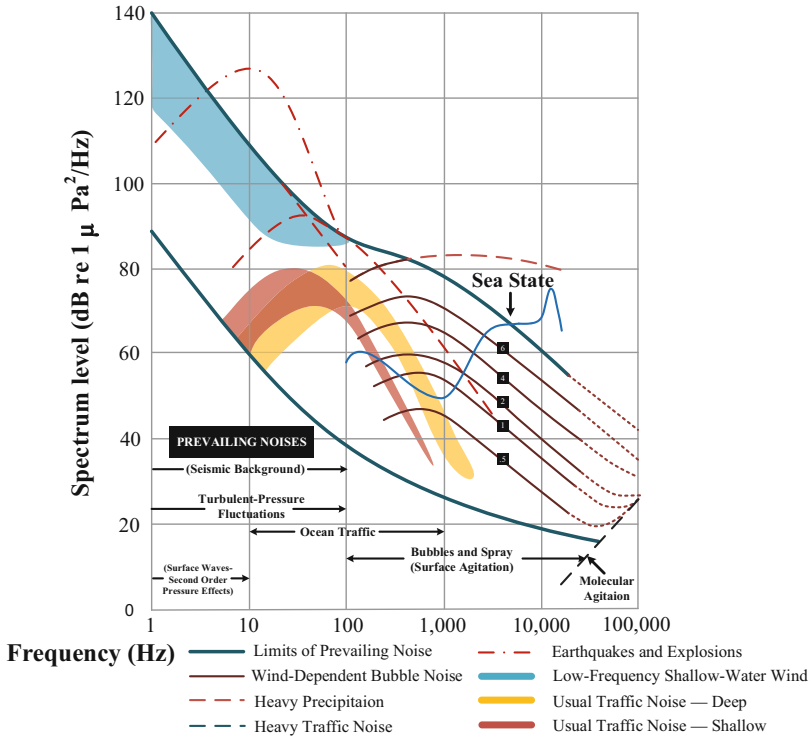 140
120
100
80
60
40
20
0
Spectrum level (dB re 1 μ Pa²/Hz)
Sea State
6
4
2
1
.5
PREVAILING NOISES
(Seismic Background)
Turbulent-Pressure
Fluctuations
Ocean Traffic
Bubbles and Spray
(Surface Agitation)
(Surface Waves-
Second Order
Pressure Effects)
Molecular
Agitaion
1
10
100
1,000
10,000
100,000
Frequency (Hz)
Limits of Prevailing Noise
Wind-Dependent Bubble Noise
Heavy Precipitaion
Heavy Traffic Noise
Earthquakes and Explosions
Low-Frequency Shallow-Water Wind
Usual Traffic Noise — Deep
Usual Traffic Noise — Shallow